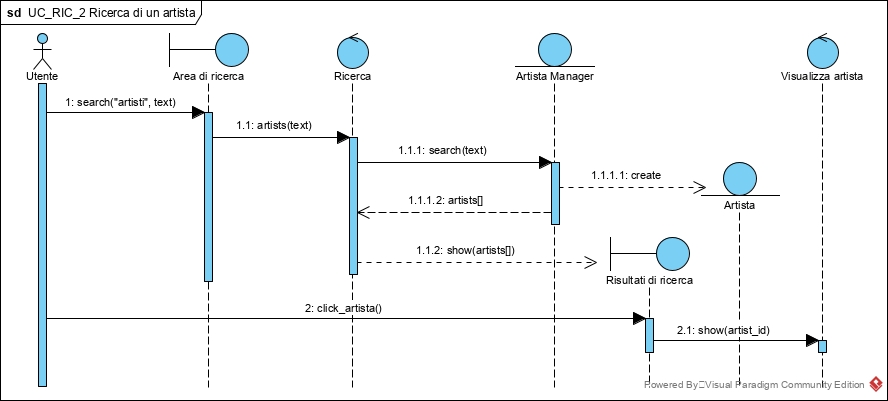 sd UC_RIC_2 Ricerca di un artista
Utente
Area di ricerca
Ricerca
Artista Manager
Visualizza artista
1: search("artisti", text)
1.1: artists(text)
1.1.1: search(text)
1.1.1.1: create
Artista
1.1.1.2: artists[]
1.1.2: show(artists[])
Risultati di ricerca
2: click_artista()
2.1: show(artist_id)
Powered By Visual Paradigm Community Edition